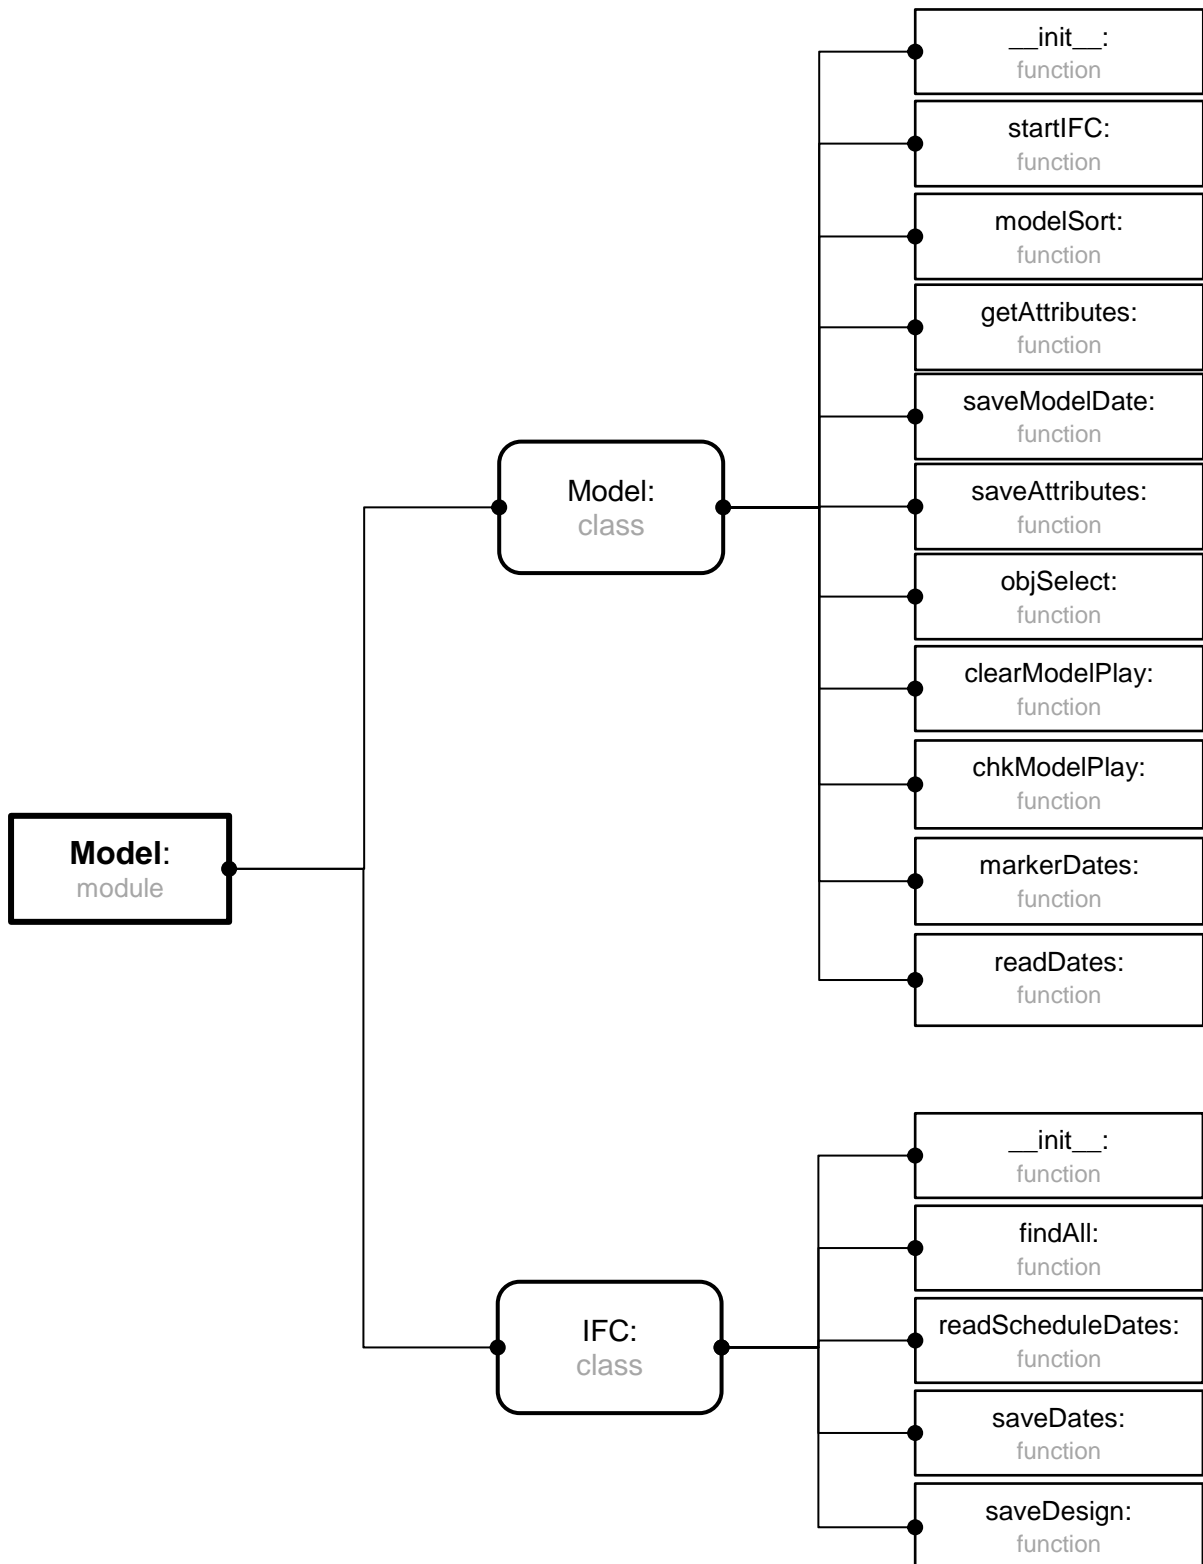 __init__:
function
startIFC:
function
modelSort:
function
getAttributes:
function
saveModelDate:
function
saveAttributes:
function
Model:
class
objSelect:
function
clearModelPlay:
function
chkModelPlay:
function
Model:
module
markerDates:
function
readDates:
function
__init__:
function
findAll:
function
IFC:
class
readScheduleDates:
function
saveDates:
function
saveDesign:
function